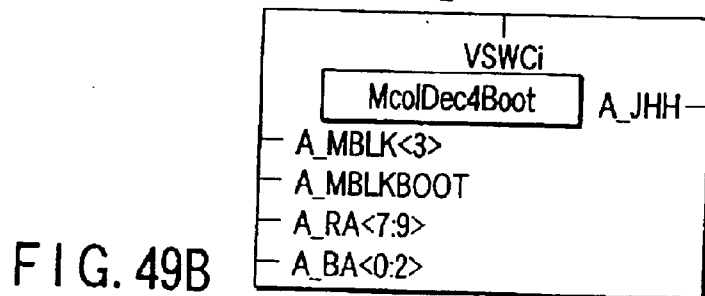 VSWCi
McolDec4Boot
A_JHH
A_MBLK<3>
A_MBLKBOOT
A_RA<7:9>
A_BA<0:2>
FIG. 49B